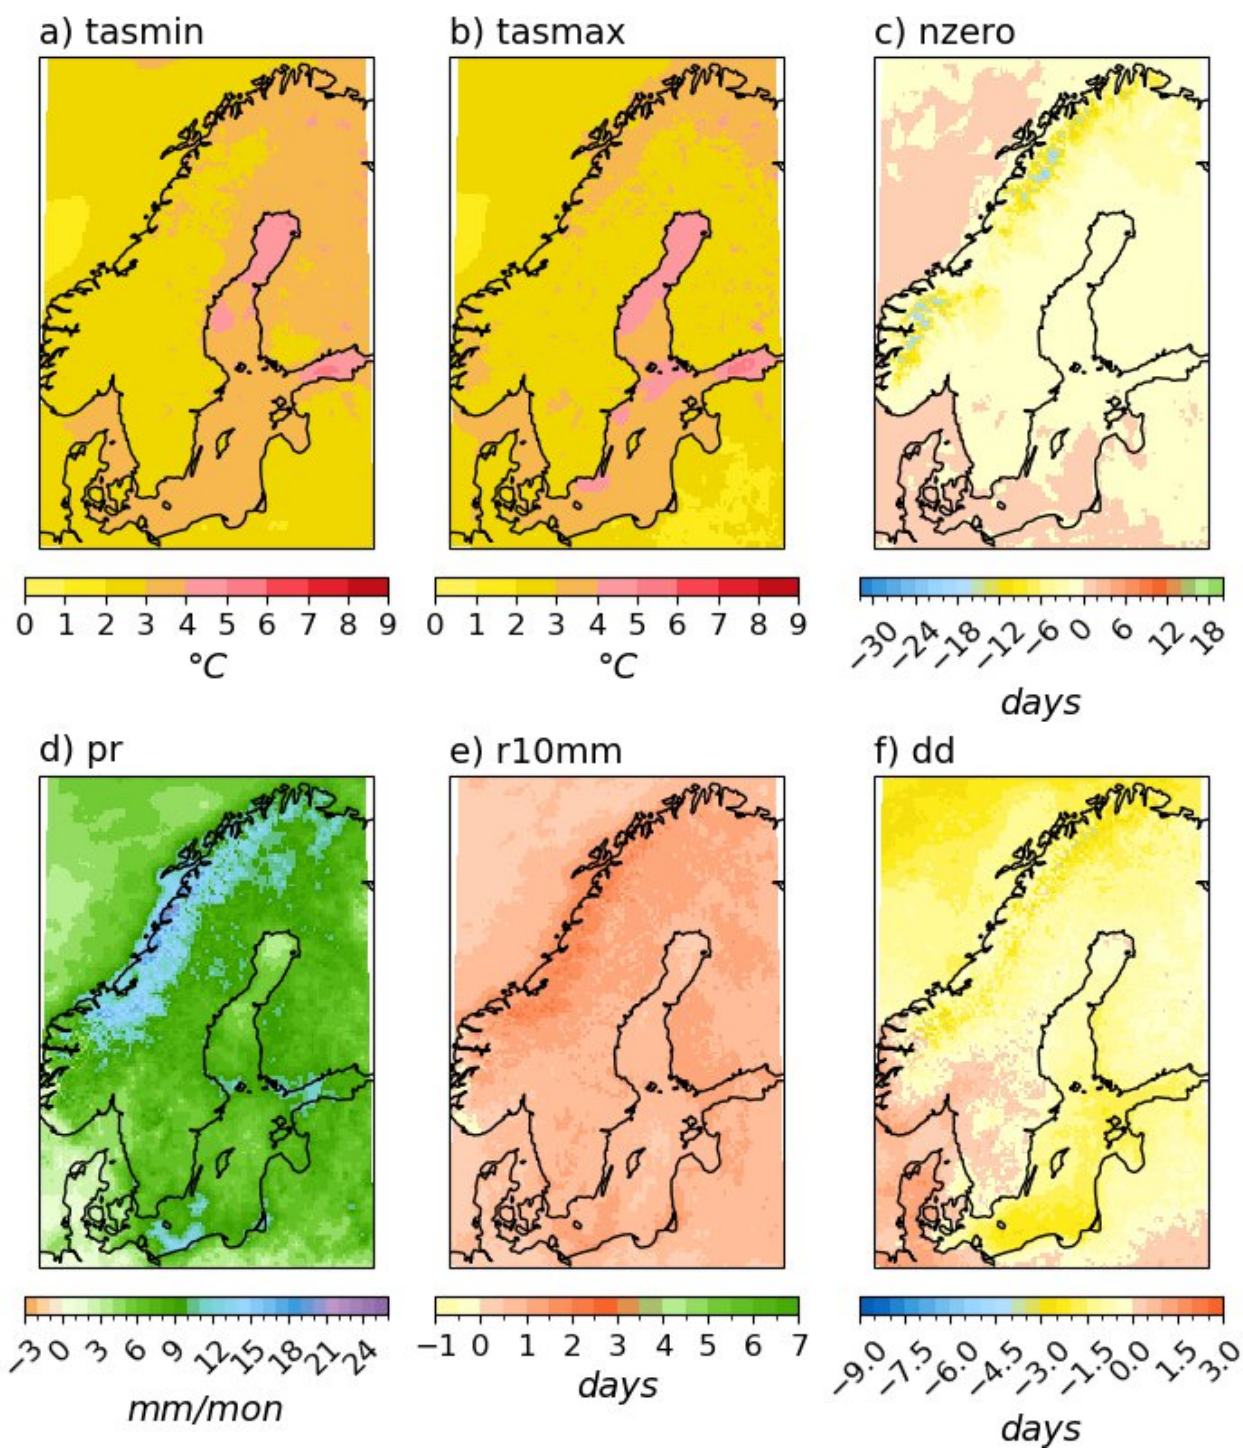 a) tasmin b) tasmax c) nzero
0 1 2 3 4 5 6 7 8 9 0 1 2 3 4 5 6 7 8 9 −30 −24 −18 −12 −6 0 6 12 18
°C °C days
d) pr e) r10mm f) dd
−3 0 3 6 9 12 15 18 21 24 −1 0 1 2 3 4 5 6 7 −9.0 −7.5 −6.0 −4.5 −3.0 −1.5 0.0 1.5 3.0
mm/mon days days